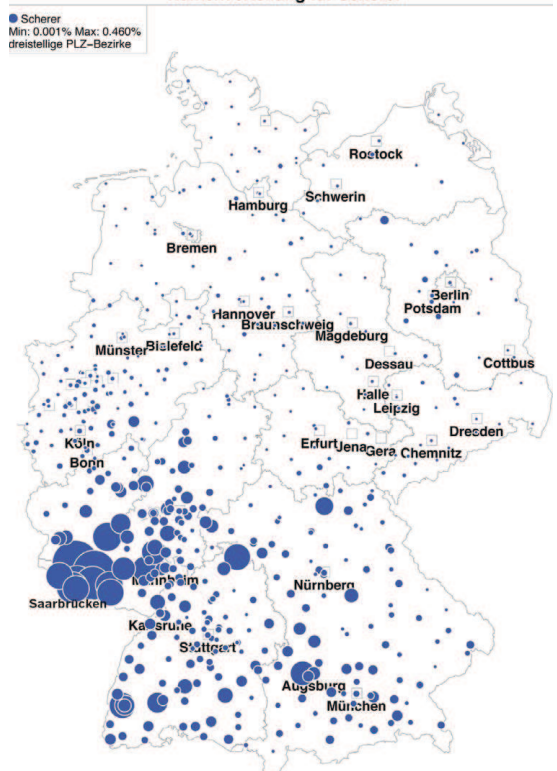 Scherer
Min: 0.001% Max: 0.460%
dreistellige PLZ-Bezirke
Rostock
Schwerin
Hamburg
Bremen
Berlin
Potsdam
Hannover
Braunschweig
Magdeburg
Münster
Bielefeld
Dessau
Cottbus
Halle
Leipzig
Dresden
Köln
Erfurt
Jena
Gera
Chemnitz
Bonn
Mannheim
Nürnberg
Saarbrücken
Karlsruhe
Stuttgart
Augsburg
München